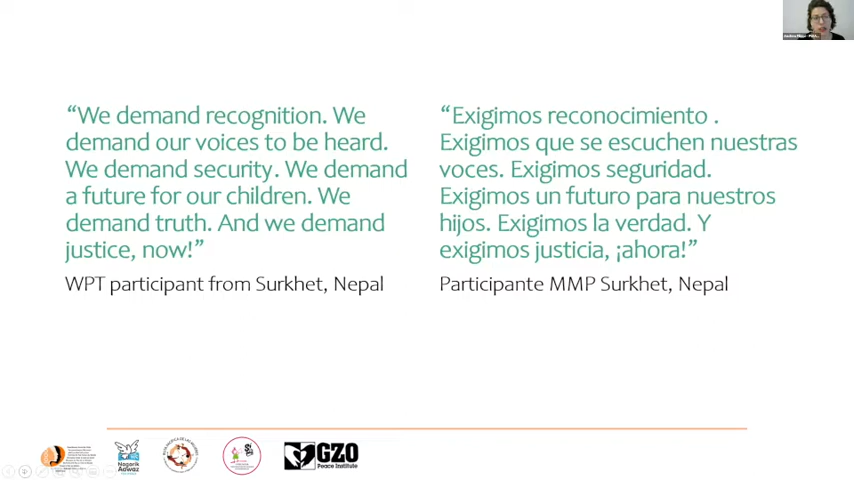 “We demand recognition. We
demand our voices to be heard.
We demand security. We demand
a future for our children. We
demand truth. And we demand
justice, now!”
WPT participant from Surkhet, Nepal
“Exigimos reconocimiento .
Exigimos que se escuchen nuestras
voces. Exigimos seguridad.
Exigimos un futuro para nuestros
hijos. Exigimos la verdad. Y
exigimos justicia, ¡ahora!”
Participante MMP Surkhet, Nepal
Nagarik
Aawaz
GZO
Peace Institute